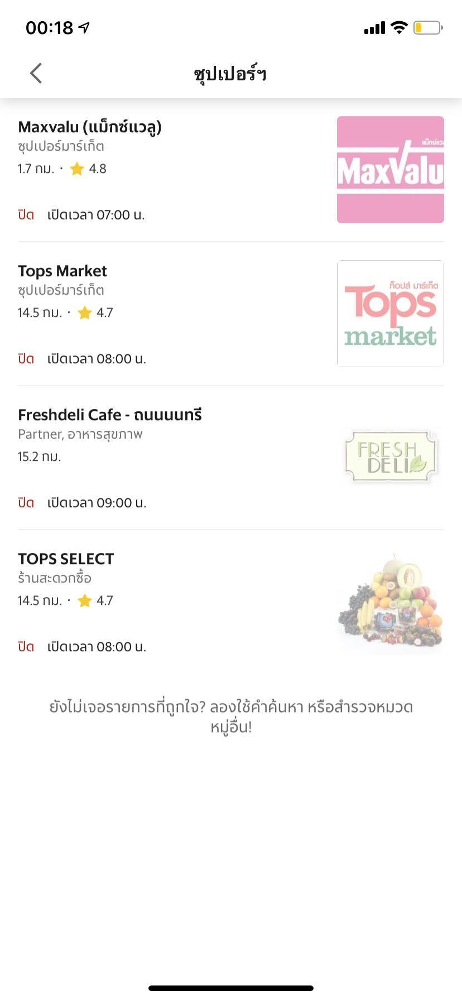 00:18
ซุปเปอร์ฯ
Maxvalu (แม็กซ์แวลู)
ซุปเปอร์มาร์เก็ต
1.7 กม. · ⭐ 4.8
ปิด เปิดเวลา 07:00 น.
แม็กซ์แว
MaxValu
Tops Market
ซุปเปอร์มาร์เก็ต
14.5 กม. · ⭐ 4.7
ปิด เปิดเวลา 08:00 น.
ท็อปส์ มาร์เก็ต
Tops
market
Freshdeli Cafe - ถนนนนทรี
Partner, อาหารสุขภาพ
15.2 กม.
ปิด เปิดเวลา 09:00 น.
FRESH
DELI
TOPS SELECT
ร้านสะดวกซื้อ
14.5 กม. · ⭐ 4.7
ปิด เปิดเวลา 08:00 น.
ยังไม่เจอรายการที่ถูกใจ? ลองใช้คำค้นหา หรือสำรวจหมวด
หมู่อื่น!